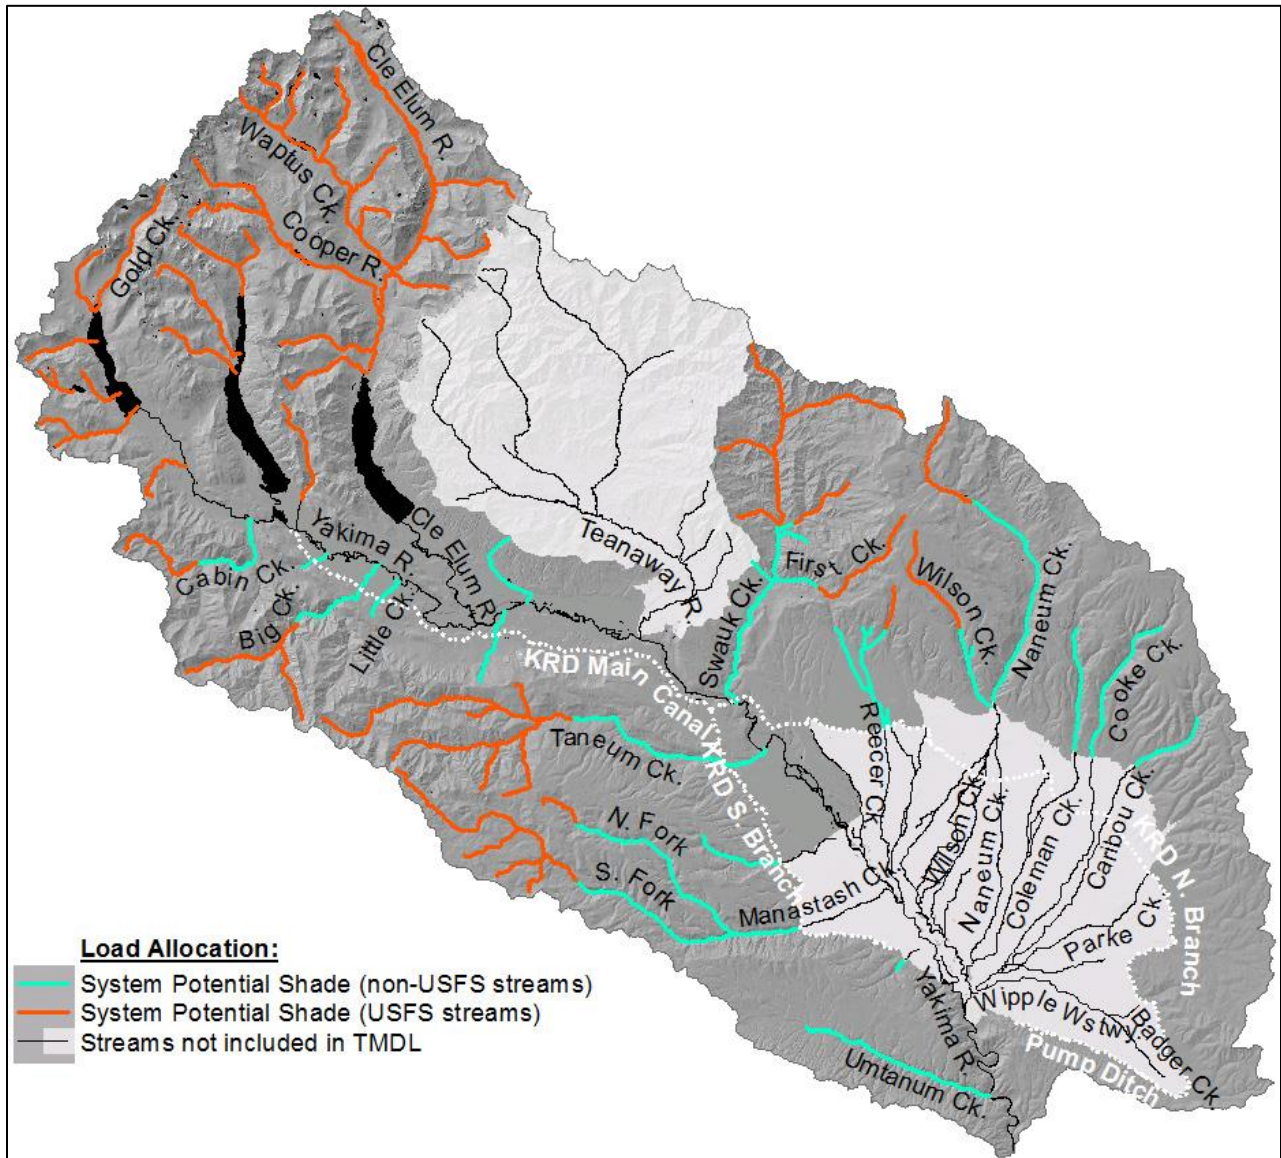 Cle Elum R.
Waptus Ck.
Cooper R.
Gold Ck.
Teanaway R.
Yakima R.
Cle Elum R.
Cabin Ck.
Big Ck.
Little Ck.
First Ck.
Swauk Ck.
Wilson Ck.
Naneum Ck.
Cooke Ck.
KRD Main Canal
KRD S. Branch
Taneum Ck.
Reecer Ck.
N. Fork
S. Fork
Manastash Ck.
Wilson Ck.
Naneum Ck.
Coleman Ck.
Caribou Ck.
KRD N. Branch
Parke Ck.
Wipple Wstwy
Badger Ck.
Pump Ditch
Yakima R.
Umtanum Ck.
Load Allocation:
System Potential Shade (non-USFS streams)
System Potential Shade (USFS streams)
Streams not included in TMDL